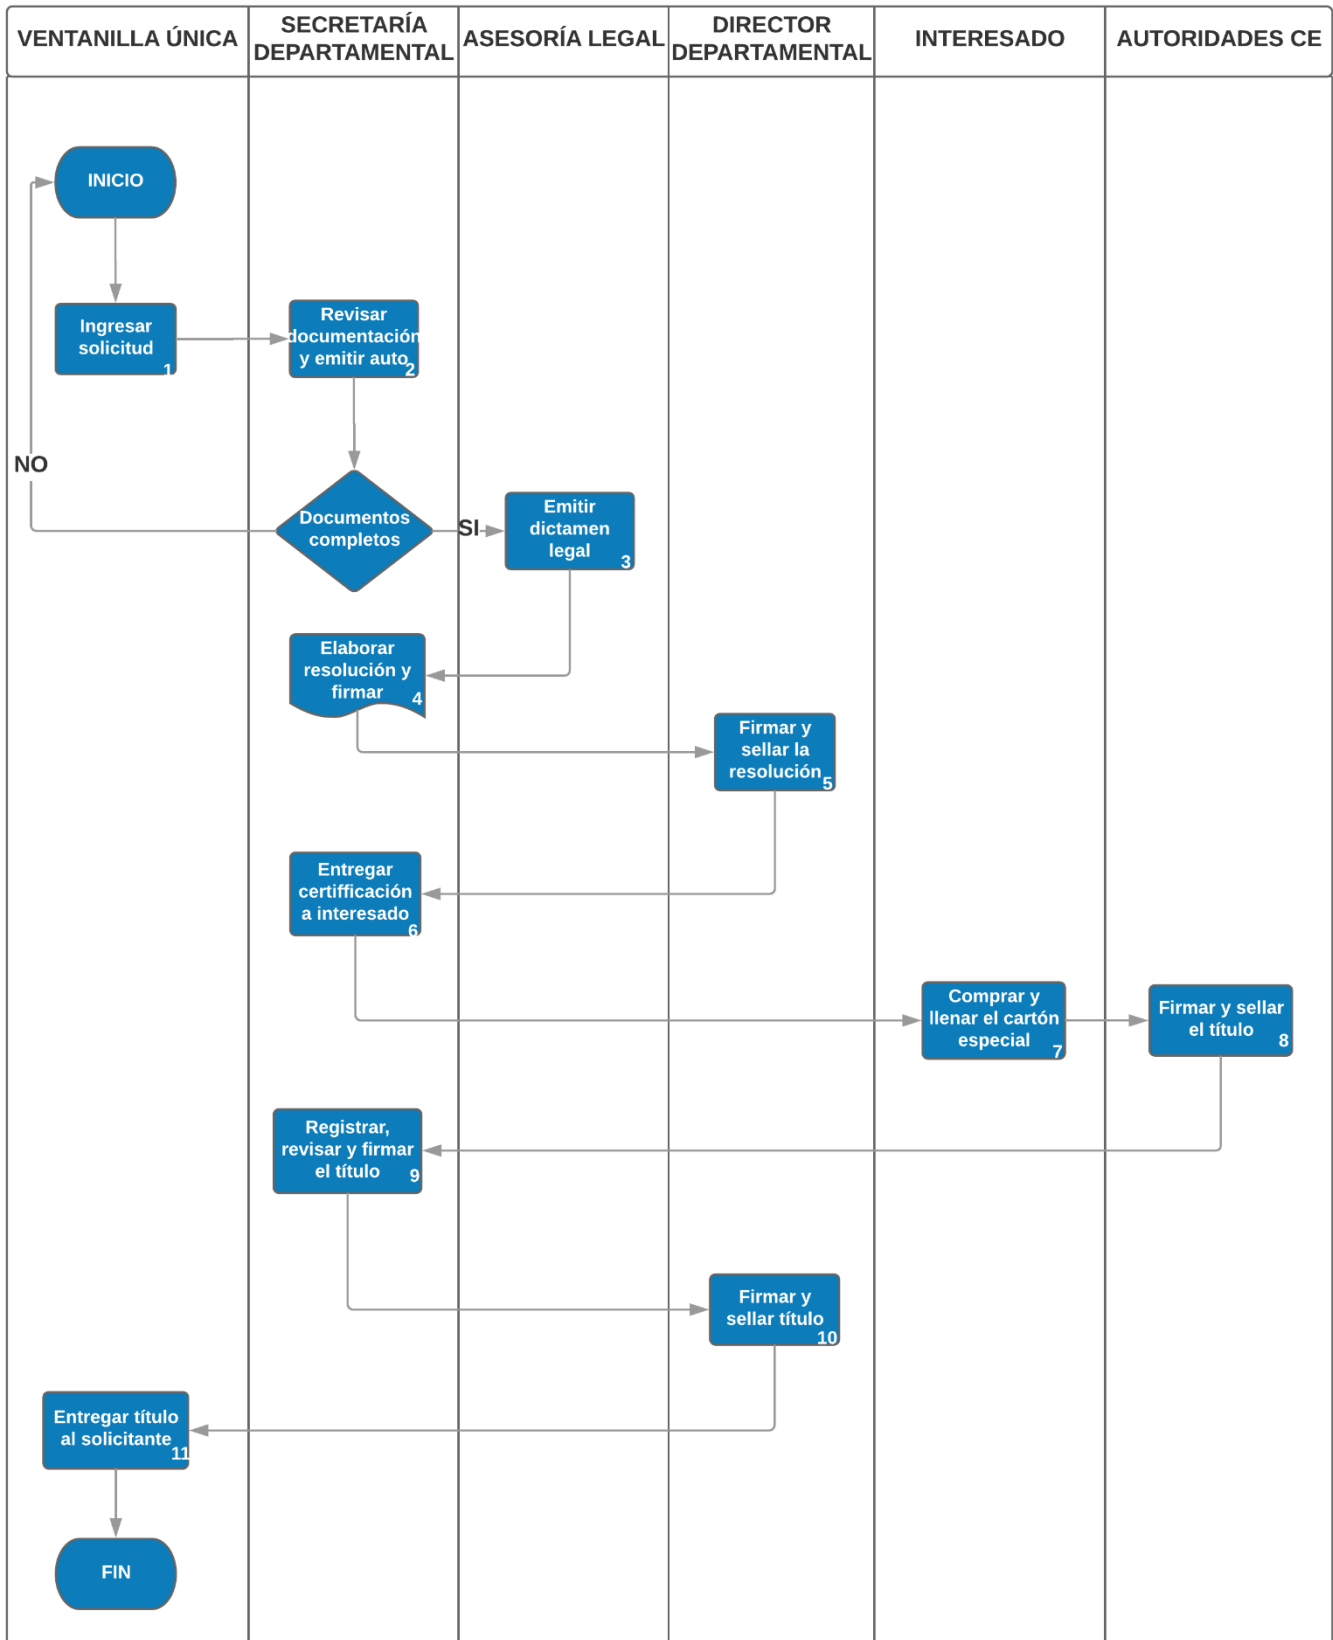 VENTANILLA ÚNICA
SECRETARÍA
DEPARTAMENTAL
ASESORÍA LEGAL
DIRECTOR
DEPARTAMENTAL
INTERESADO
AUTORIDADES CE
INICIO
Ingresar
solicitud
1
Revisar
documentación
y emitir auto
2
NO
Documentos
completos
SI
Emitir
dictamen
legal
3
Elaborar
resolución y
firmar
4
Firmar y
sellar la
resolución
5
Entregar
certifficación
a interesado
6
Comprar y
llenar el cartón
especial
7
Firmar y sellar
el título
8
Registrar,
revisar y firmar
el título
9
Firmar y
sellar título
10
Entregar título
al solicitante
11
FIN